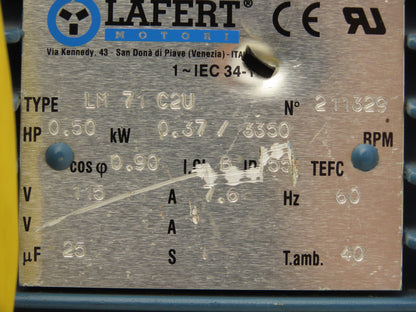 LAFERT®
MOTORI
Via Kennedy, 43 - San Donà di Piave (Venezia) - ITA
CE
1~IEC 34-1
TYPE LM 71 C2U N° 211329
HP 0.50 kW 0.37 / 3350 RPM
cos φ 0.90 I.CL IP TEFC
V 115 A 7.6 Hz 60
V A
µF 25 S T.amb. 40